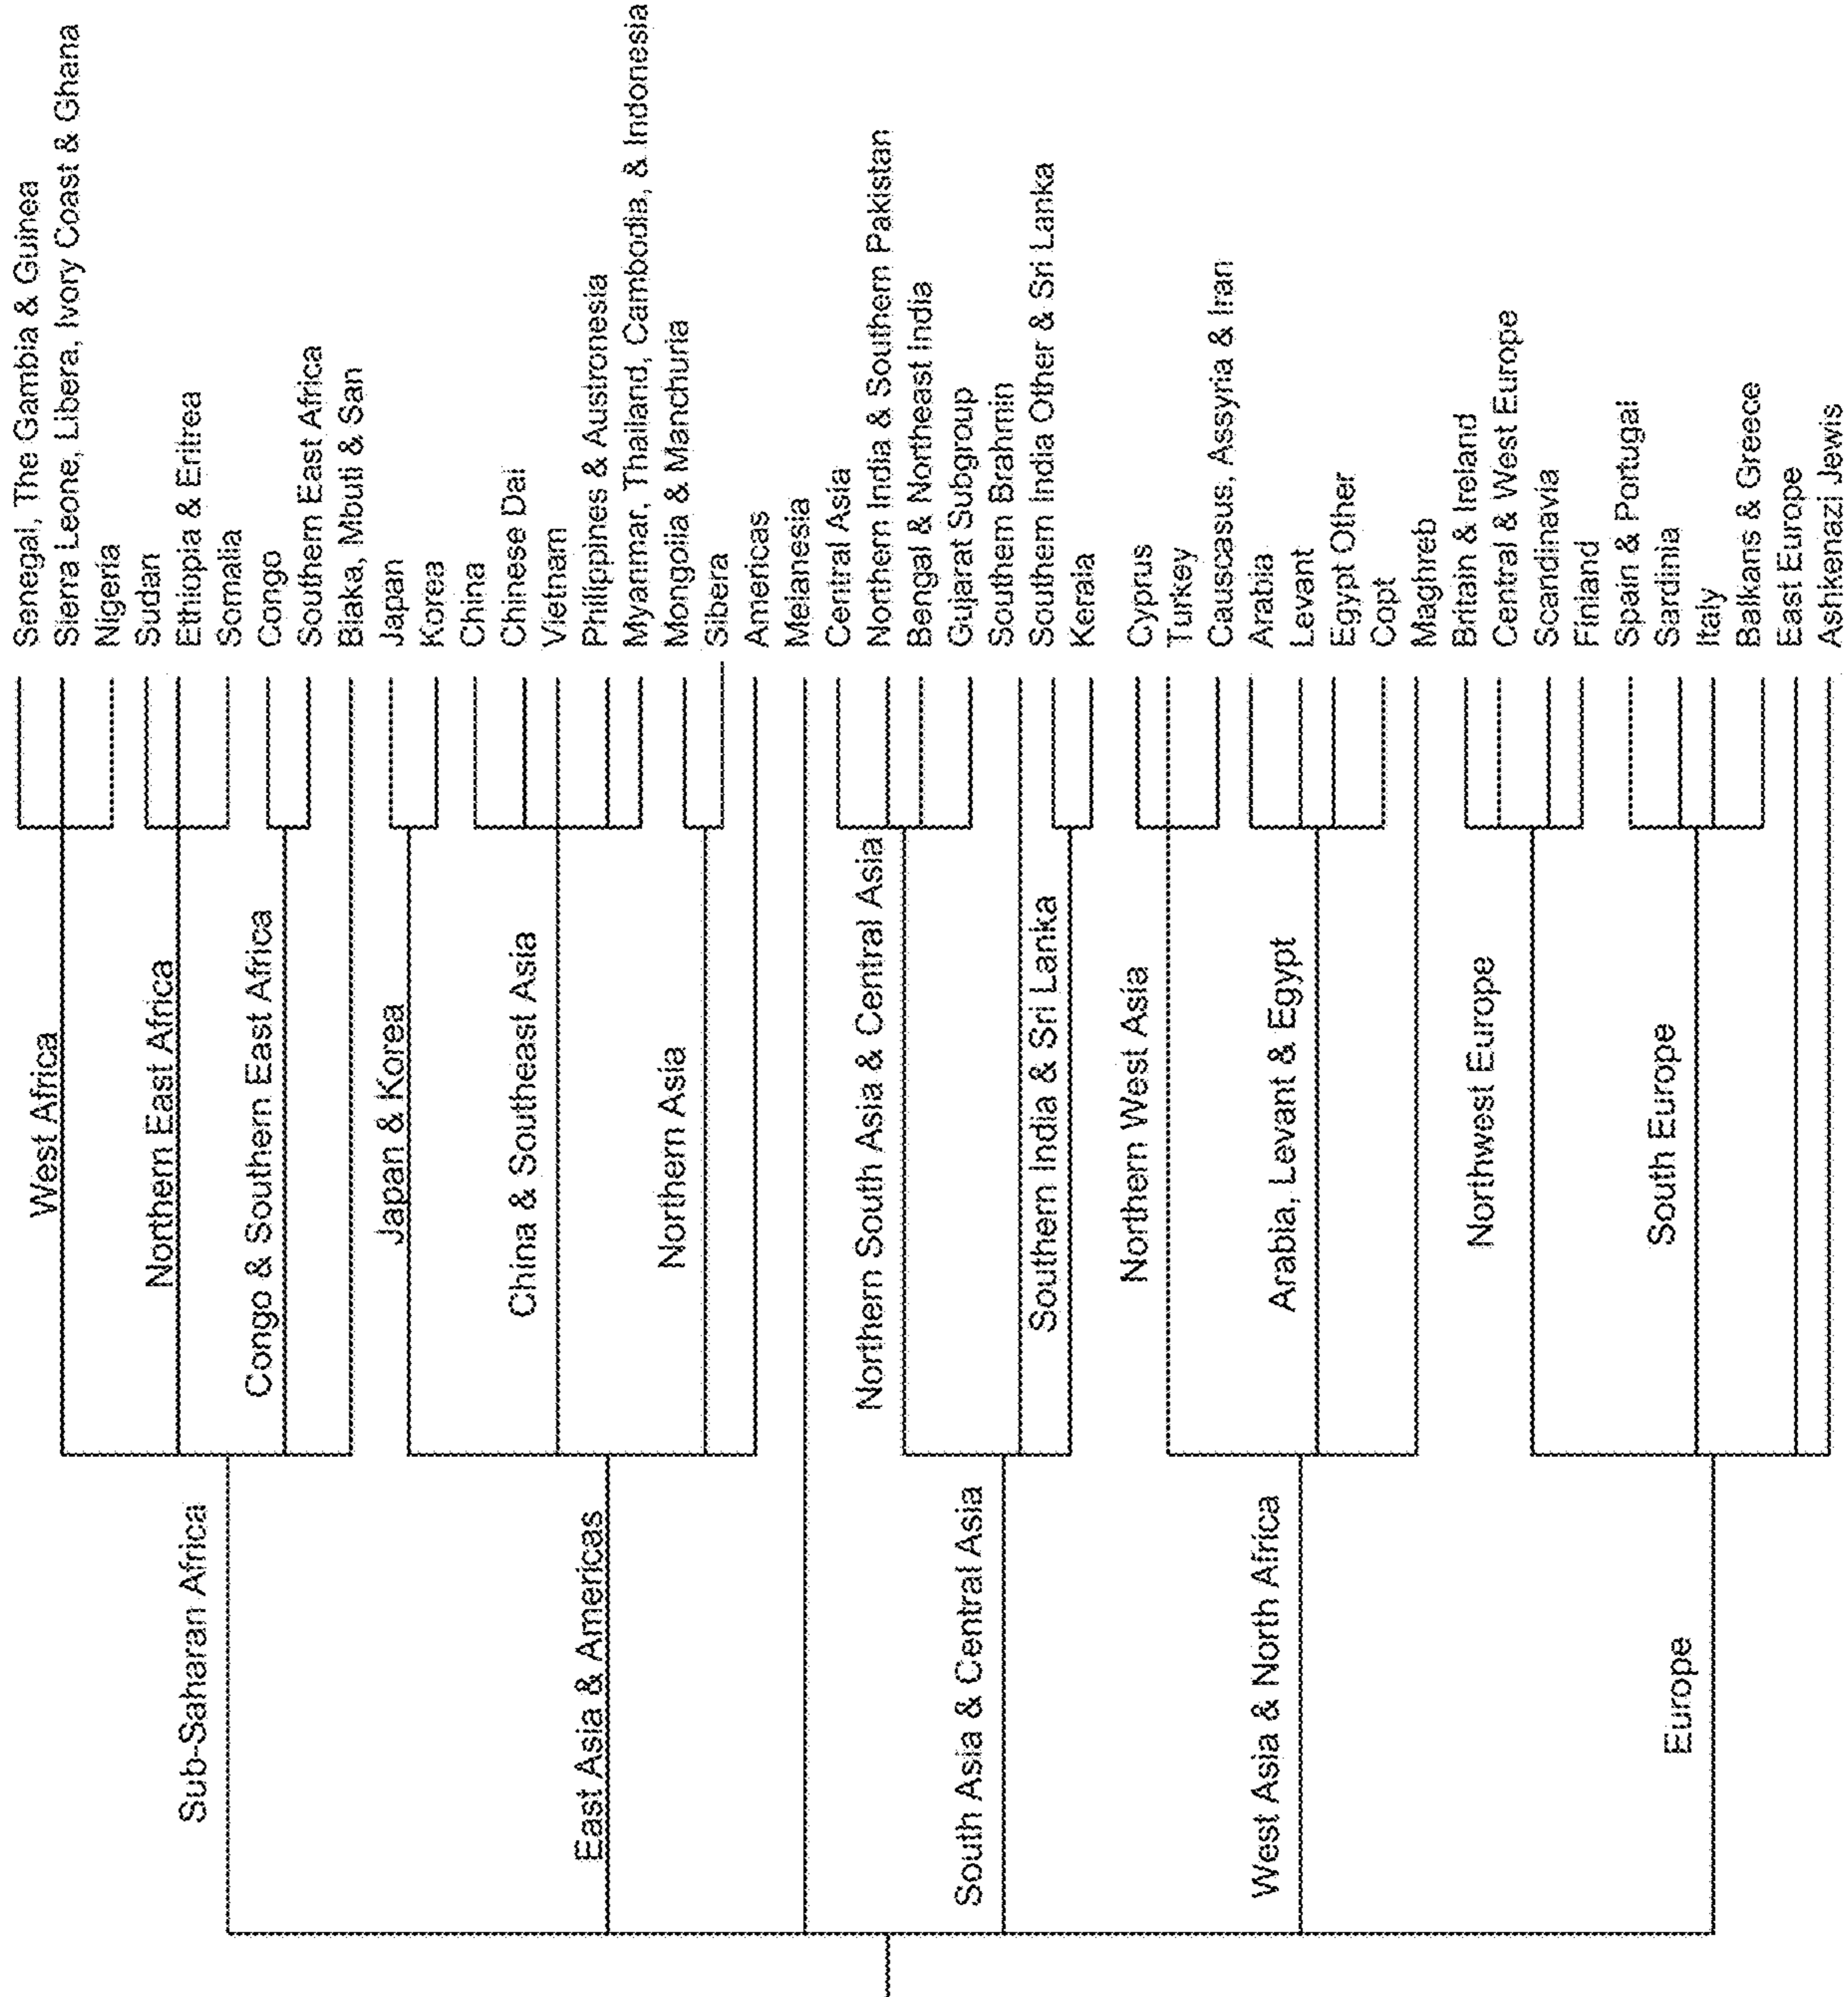 Senegal, The Gambia & Guinea
Sierra Leone, Libera, Ivory Coast & Ghana
Nigeria
Sudan
Ethiopia & Eritrea
Somalia
Congo
Southern East Africa
Biaka, Mbuti & San
Japan
Korea
China
Chinese Dai
Vietnam
Philippines & Austronesia
Myanmar, Thailand, Cambodia, & Indonesia
Mongolia & Manchuria
Sibera
Americas
Melanesia
Central Asia
Northern India & Southern Pakistan
Bengal & Northeast India
Gujarat Subgroup
Southern Brahmin
Southern India Other & Sri Lanka
Kerala
Cyprus
Turkey
Causcasus, Assyria & Iran
Arabia
Levant
Egypt Other
Copt
Maghreb
Britain & Ireland
Central & West Europe
Scandinavia
Finland
Spain & Portugal
Sardinia
Italy
Balkans & Greece
East Europe
Ashkenazi Jewis
West Africa
Northern East Africa
Congo & Southern East Africa
Japan & Korea
China & Southeast Asia
Northern Asia
Northern South Asia & Central Asia
Southern India & Sri Lanka
Northern West Asia
Arabia, Levant & Egypt
Northwest Europe
South Europe
Sub-Saharan Africa
East Asia & Americas
South Asia & Central Asia
West Asia & North Africa
Europe